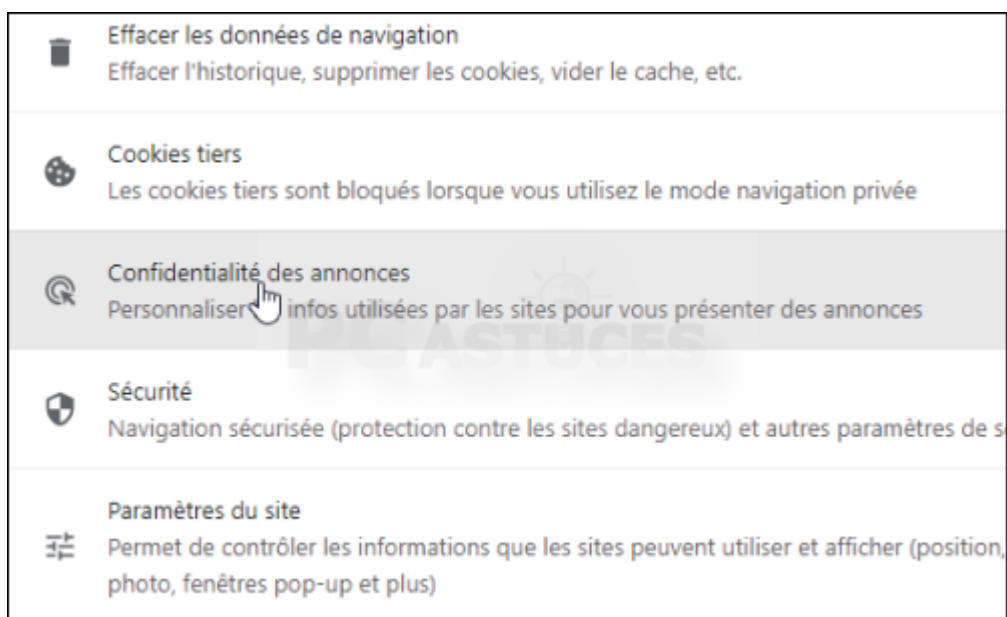 Effacer les données de navigation
Effacer l'historique, supprimer les cookies, vider le cache, etc.
Cookies tiers
Les cookies tiers sont bloqués lorsque vous utilisez le mode navigation privée
Confidentialité des annonces
Personnaliser infos utilisées par les sites pour vous présenter des annonces
PC ASTUCES
Sécurité
Navigation sécurisée (protection contre les sites dangereux) et autres paramètres de s
Paramètres du site
Permet de contrôler les informations que les sites peuvent utiliser et afficher (position,
photo, fenêtres pop-up et plus)